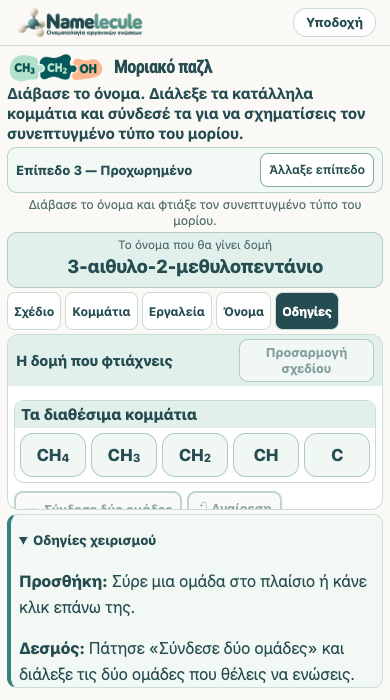 Namelecule
Ονοματολογία οργανικών ενώσεων
Υποδοχή
CH₃ CH₂ OH
Μοριακό παζλ
Διάβασε το όνομα. Διάλεξε τα κατάλληλα
κομμάτια και σύνδεσέ τα για να σχηματίσεις τον
συνεπτυγμένο τύπο του μορίου.
Επίπεδο 3 — Προχωρημένο
Άλλαξε επίπεδο
Διάβασε το όνομα και φτιάξε τον συνεπτυγμένο τύπο του
μορίου.
Το όνομα που θα γίνει δομή
3-αιθυλο-2-μεθυλοπεντάνιο
Σχέδιο
Κομμάτια
Εργαλεία
Όνομα
Οδηγίες
Η δομή που φτιάχνεις
Προσαρμογή
σχεδίου
Τα διαθέσιμα κομμάτια
CH₄
CH₃
CH₂
CH
C
Σύνδεσε δύο ομάδες
Αναίρεση
▼ Οδηγίες χειρισμού
Προσθήκη: Σύρε μια ομάδα στο πλαίσιο ή κάνε
κλικ επάνω της.
Δεσμός: Πάτησε «Σύνδεσε δύο ομάδες» και
διάλεξε τις δύο ομάδες που θέλεις να ενώσεις.